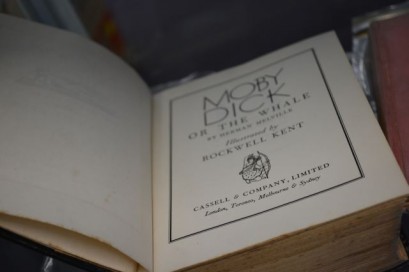 MOBY
DICK
OR THE WHALE
BY HERMAN MELVILLE
Illustrated by
ROCKWELL KENT
CASSELL & COMPANY, LIMITED
London, Toronto, Melbourne & Sydney